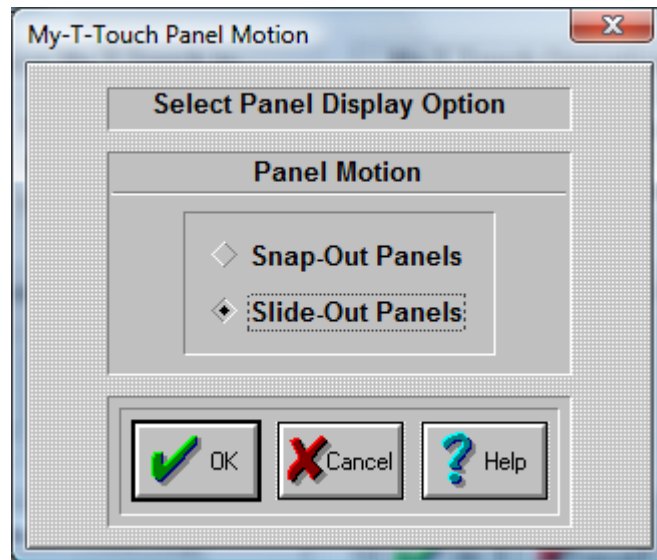 My-T-Touch Panel Motion
Select Panel Display Option
Panel Motion
Snap-Out Panels
Slide-Out Panels
OK
Cancel
Help